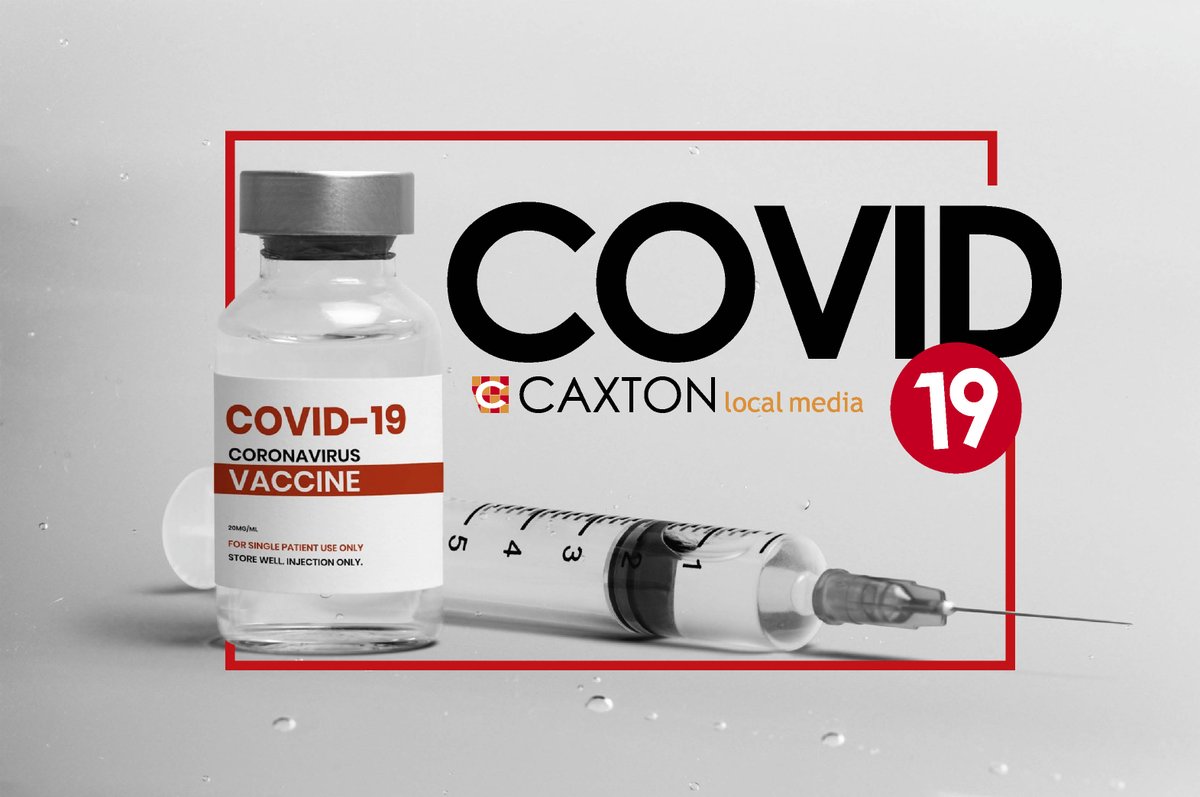 COVID
19
CAXTON local media
COVID-19
CORONAVIRUS
VACCINE
20MG/ML
FOR SINGLE PATIENT USE ONLY
STORE WELL. INJECTION ONLY.
5 4 3 2 1